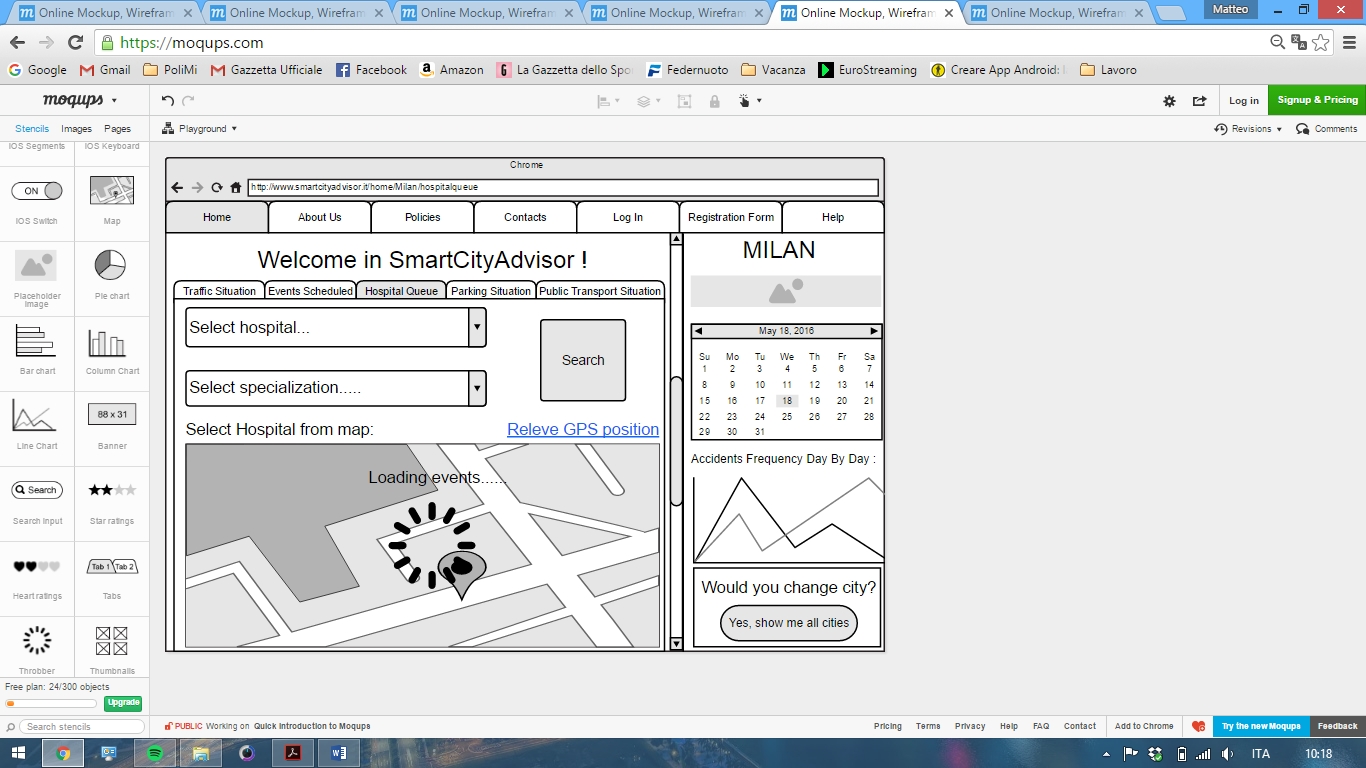 Online Mockup, Wirefram
Online Mockup, Wirefram
Online Mockup, Wirefram
Online Mockup, Wirefram
Online Mockup, Wirefram
Online Mockup, Wirefram
Matteo
https://moqups.com
Google
Gmail
PoliMi
Gazzetta Ufficiale
Facebook
Amazon
La Gazzetta dello Spo
Federnuoto
Vacanza
EuroStreaming
Creare App Android:
Lavoro
moqups
Log in
Signup & Pricing
Stencils Images Pages
Playground
Revisions
Comments
IOS Segments
IOS Keyboard
ON
IOS Switch
Map
Placeholder
Image
Pie chart
Bar chart
Column Chart
Line Chart
88 x 31
Banner
Search
Search Input
Star ratings
Heart ratings
Tab 1 Tab 2
Tabs
Throbber
Thumbnails
Free plan: 24/300 objects
Upgrade
Search stencils
Chrome
http://www.smartcityadvisor.it/home/Milan/hospitalqueue
Home
About Us
Policies
Contacts
Log In
Registration Form
Help
Welcome in SmartCityAdvisor !
Traffic Situation
Events Scheduled
Hospital Queue
Parking Situation
Public Transport Situation
Select hospital...
Search
Select specialization.....
Select Hospital from map:
Releve GPS position
Loading events......
MILAN
May 18, 2016
Su Mo Tu We Th Fr Sa
1 2 3 4 5 6 7
8 9 10 11 12 13 14
15 16 17 18 19 20 21
22 23 24 25 26 27 28
29 30 31
Accidents Frequency Day By Day :
Would you change city?
Yes, show me all cities
PUBLIC Working on Quick Introduction to Moqups
Pricing
Terms
Privacy
Help
FAQ
Contact
Add to Chrome
Try the new Moqups
Feedback
ITA
10:18